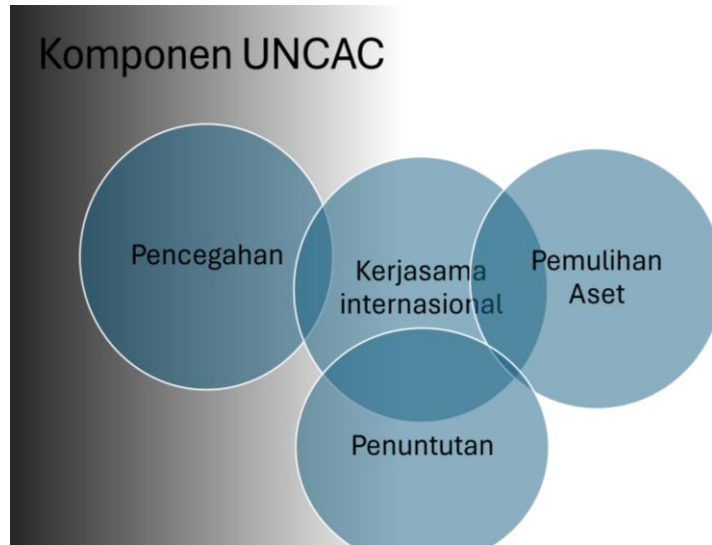 Komponen UNCAC
Pencegahan
Kerjasama
internasional
Pemulihan
Aset
Penuntutan